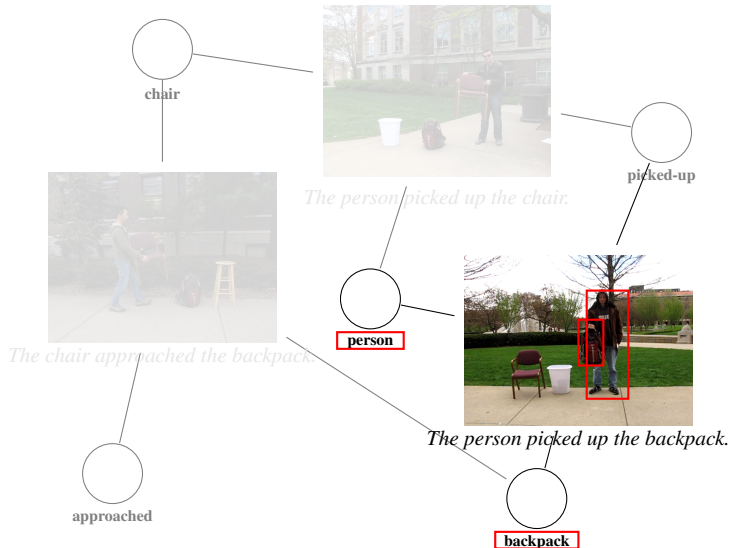 chair
The person picked up the chair.
picked-up
The chair approached the backpack.
person
The person picked up the backpack.
approached
backpack